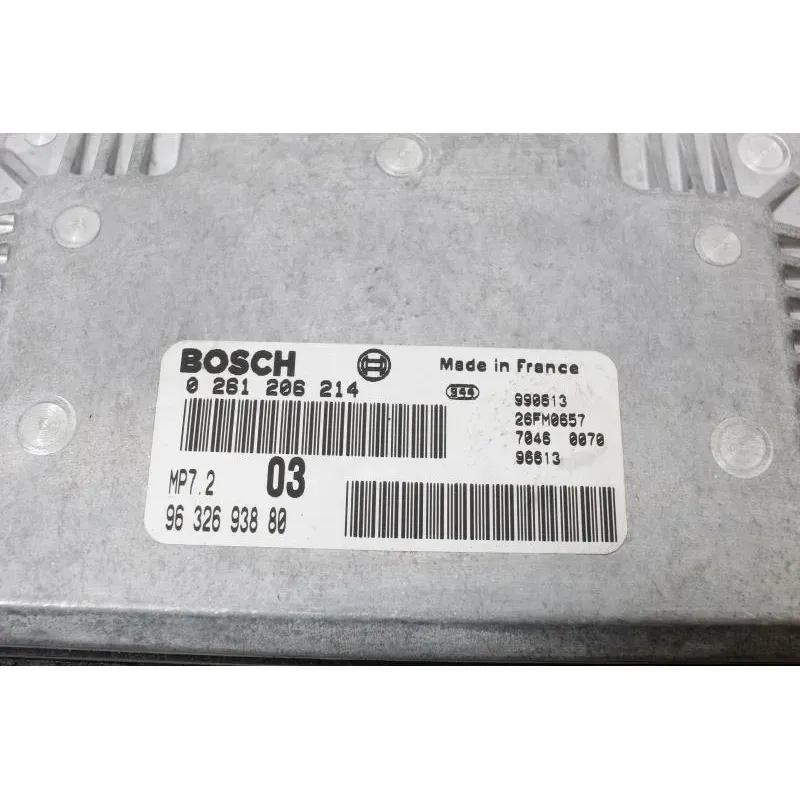 BOSCH Made in France
0 261 206 214 944 990613
26FM0657
7046 0070
MP7.2 03 96613
96 326 938 80